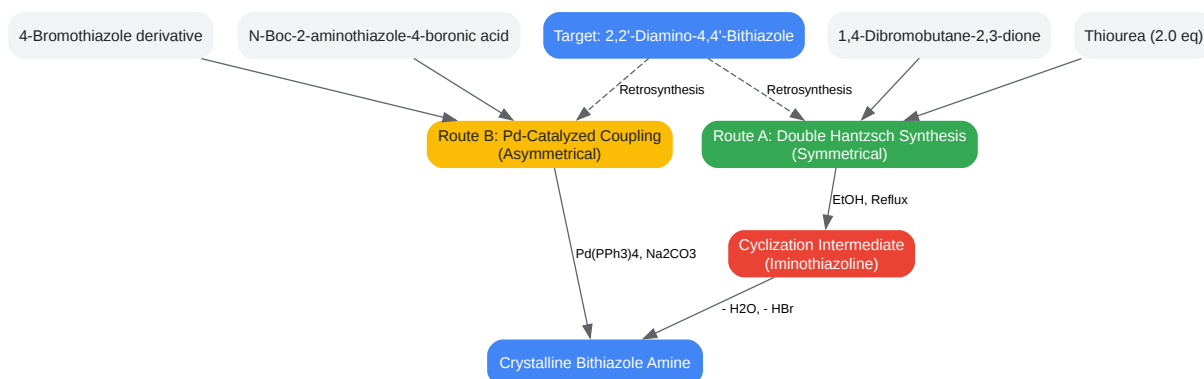 4-Bromothiazole derivative
N-Boc-2-aminothiazole-4-boronic acid
Target: 2,2'-Diamino-4,4'-Bithiazole
1,4-Dibromobutane-2,3-dione
Thiourea (2.0 eq)
Retrosynthesis
Retrosynthesis
Route B: Pd-Catalyzed Coupling
(Asymmetrical)
Route A: Double Hantzsch Synthesis
(Symmetrical)
EtOH, Reflux
Pd(PPh3)4, Na2CO3
Cyclization Intermediate
(Iminothiazoline)
- H2O, - HBr
Crystalline Bithiazole Amine